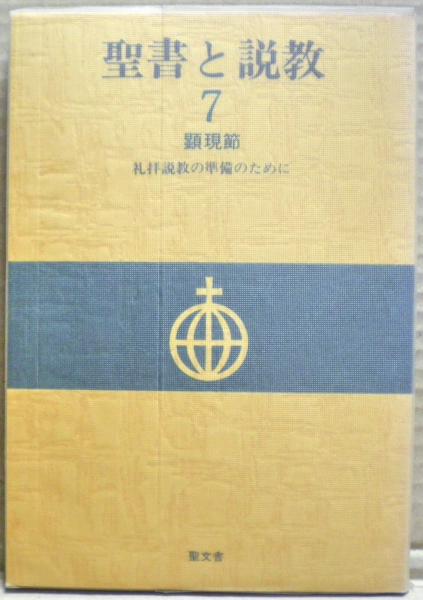 聖書と説教
7
顕現節
礼拝説教の準備のために
聖文舎